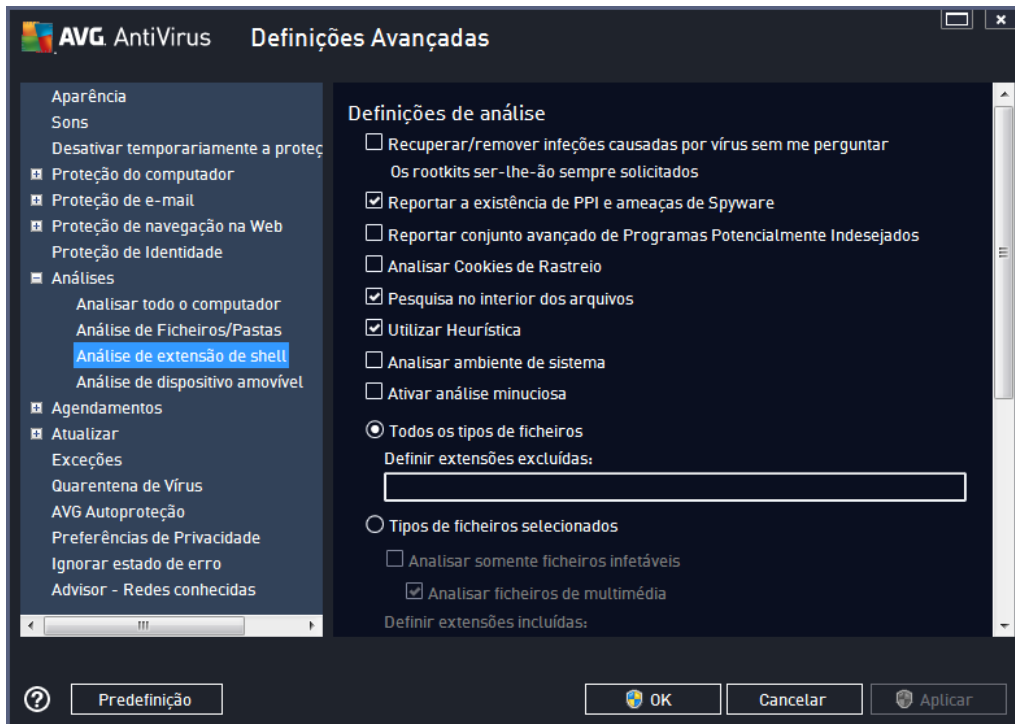 AVG. AntiVirus Definições Avançadas
Aparência
Sons
Desativar temporariamente a proteç
Proteção do computador
Proteção de e-mail
Proteção de navegação na Web
Proteção de Identidade
Análises
Analisar todo o computador
Análise de Ficheiros/Pastas
Análise de extensão de shell
Análise de dispositivo amovível
Agendamentos
Atualizar
Exceções
Quarentena de Vírus
AVG Autoproteção
Preferências de Privacidade
Ignorar estado de erro
Advisor - Redes conhecidas
Definições de análise
Recuperar/remover infeções causadas por vírus sem me perguntar
Os rootkits ser-lhe-ão sempre solicitados
Reportar a existência de PPI e ameaças de Spyware
Reportar conjunto avançado de Programas Potencialmente Indesejados
Analisar Cookies de Rastreio
Pesquisa no interior dos arquivos
Utilizar Heurística
Analisar ambiente de sistema
Ativar análise minuciosa
Todos os tipos de ficheiros
Definir extensões excluídas:
Tipos de ficheiros selecionados
Analisar somente ficheiros infetáveis
Analisar ficheiros de multimédia
Definir extensões incluídas:
Predefinição
OK
Cancelar
Aplicar